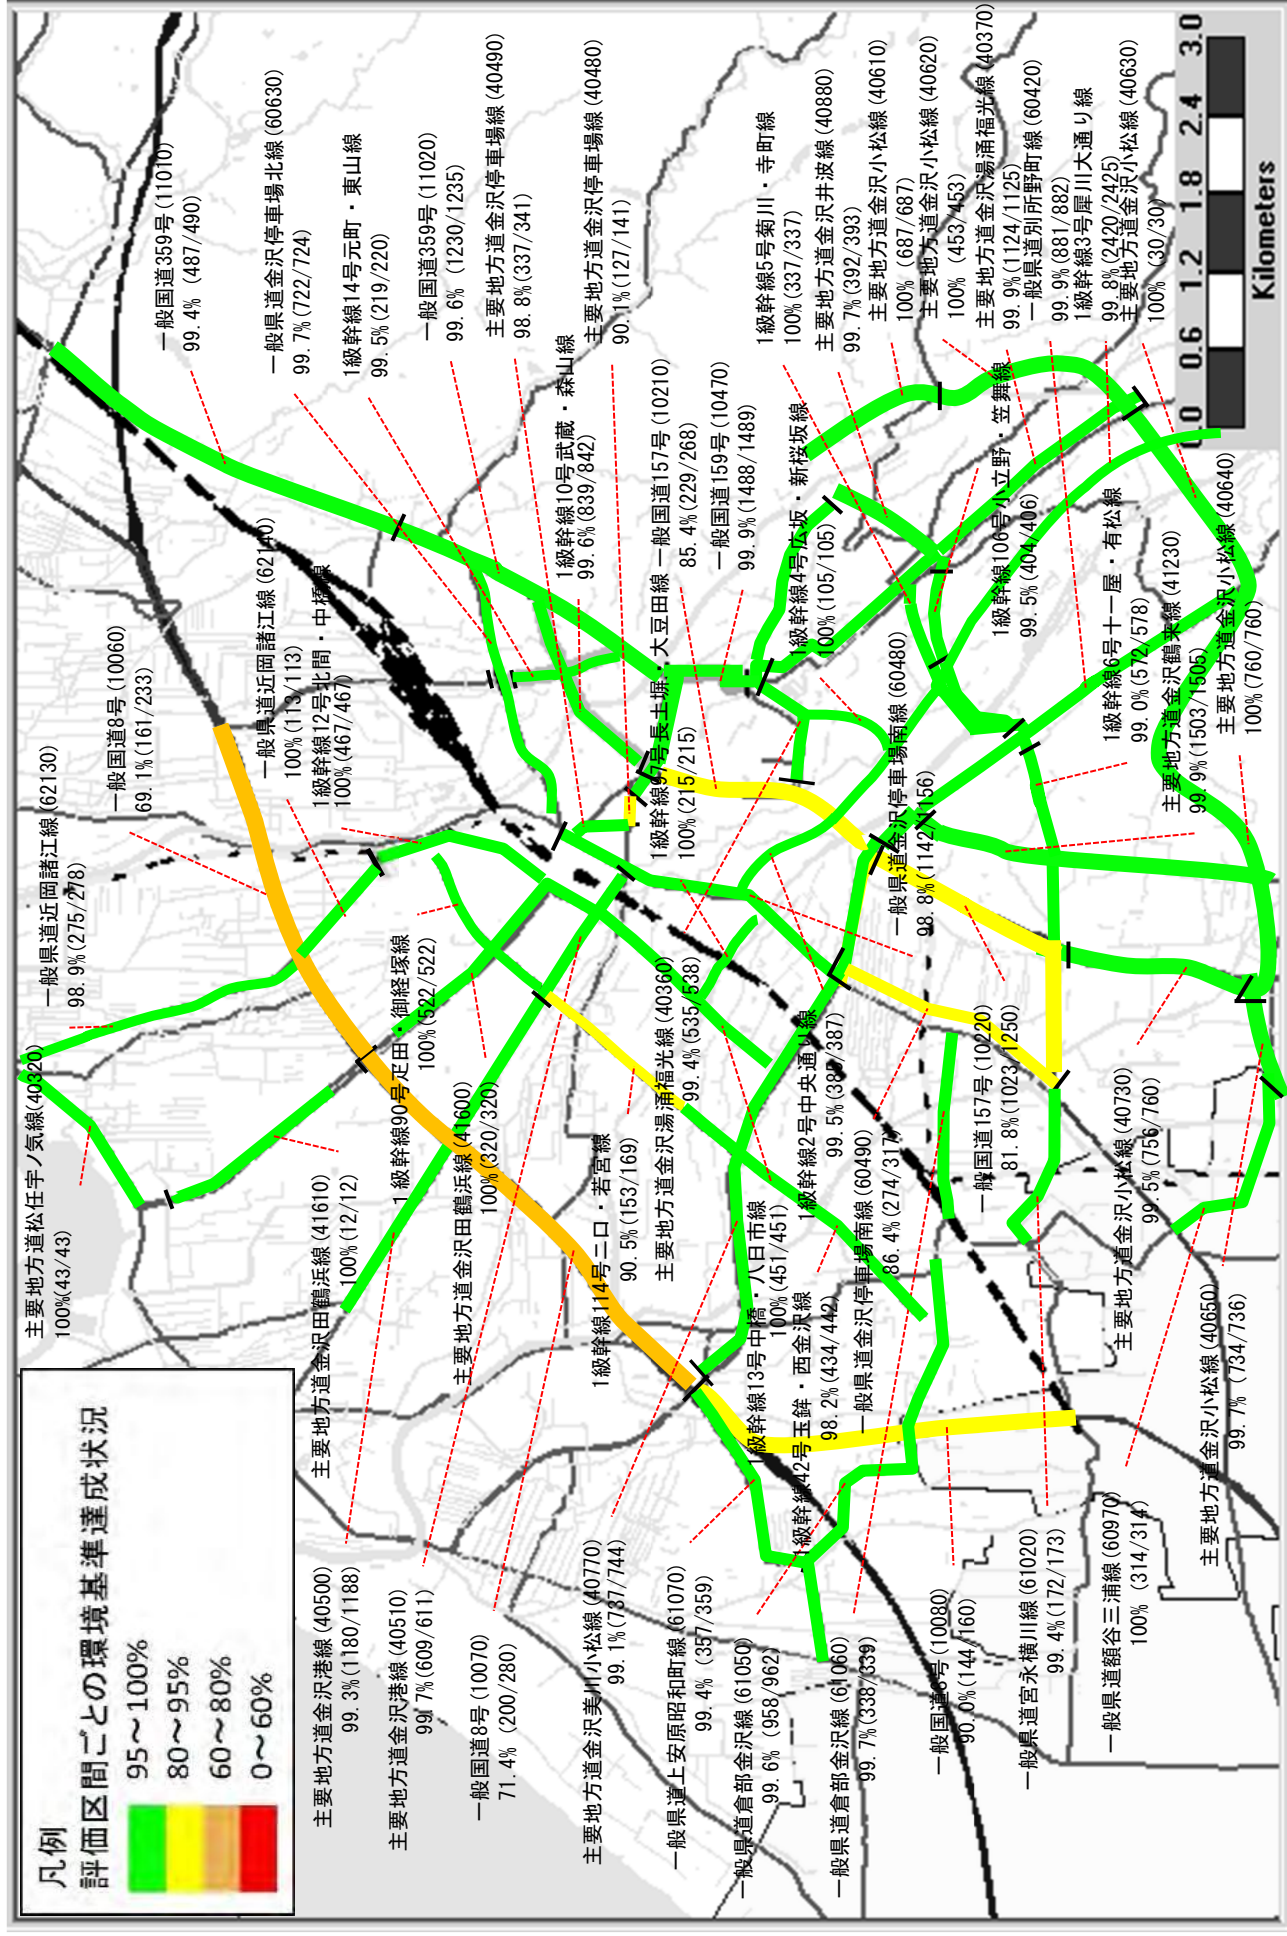 凡例
評価区間ごとの環境基準達成状況
95～100%
80～95%
60～80%
0～60%
主要地方道松任宇ノ気線(40320)
100%(43/43)
一般県道近岡諸江線(62130)
98.9%(275/278)
一般国道8号(10060)
69.1%(161/233)
一般県道近岡諸江線(62140)
100%(113/113)
1級幹線12号北間・中橋線
100%(467/467)
一般国道359号(11010)
99.4% (487/490)
一般県道金沢停車場北線(60630)
99.7%(722/724)
1級幹線14号元町・東山線
99.5%(219/220)
一般国道359号(11020)
99.6% (1230/1235)
主要地方道金沢停車場線(40490)
98.8%(337/341)
1級幹線10号武蔵・森山線
99.6%(839/842)
主要地方道金沢停車場線(40480)
90.1%(127/141)
1級幹線97号長土塀・大豆田線
100%(215/215)
一般国道157号(10210)
85.4%(229/268)
一般国道159号(10470)
99.9%(1488/1489)
1級幹線4号広坂・新桜坂線
100%(105/105)
1級幹線5号菊川・寺町線
100%(337/337)
主要地方道金沢井波線(40880)
99.7%(392/393)
主要地方道金沢小松線(40610)
100% (687/687)
主要地方道金沢小松線(40620)
100% (453/453)
主要地方道金沢湯涌福光線(40370)
99.9%(1124/1125)
一般県道別所野町線(60420)
99.9%(881/882)
1級幹線3号犀川大通り線
99.8%(2420/2425)
主要地方道金沢小松線(40630)
100% (30/30)
1級幹線106号小立野・笠舞線
99.5%(404/406)
1級幹線6号十一屋・有松線
99.0%(572/578)
主要地方道金沢鶴来線(41230)
99.9%(1503/1505)
主要地方道金沢小松線(40640)
100%(760/760)
一般県道金沢停車場南線(60480)
98.8%(1142/1156)
1級幹線90号疋田・御経塚線
100%(522/522)
主要地方道金沢田鶴浜線(41610)
100%(12/12)
主要地方道金沢田鶴浜線(41600)
100%(320/320)
1級幹線114号二口・若宮線
90.5%(153/169)
主要地方道金沢湯涌福光線(40360)
99.4%(535/538)
1級幹線13号中橋・八日市線
100%(451/451)
1級幹線2号中央通り線
99.5%(385/387)
1級幹線42号玉鉾・西金沢線
98.2%(434/442)
一般県道金沢停車場南線(60490)
86.4%(274/317)
一般国道157号(10220)
81.8%(1023/1250)
主要地方道金沢小松線(40730)
99.5%(756/760)
主要地方道金沢小松線(40650)
99.7% (734/736)
主要地方道金沢港線(40500)
99.3%(1180/1188)
主要地方道金沢港線(40510)
99.7%(609/611)
一般国道8号(10070)
71.4% (200/280)
主要地方道金沢美川小松線(40770)
99.1%(737/744)
一般県道上安原昭和町線(61070)
99.4% (357/359)
一般県道倉部金沢線(61050)
99.6% (958/962)
一般県道倉部金沢線(61060)
99.7%(338/339)
一般国道8号(10080)
90.0%(144/160)
一般県道宮永横川線(61020)
99.4%(172/173)
一般県道額谷三浦線(60970)
100% (314/314)
0.0 0.6 1.2 1.8 2.4 3.0
Kilometers